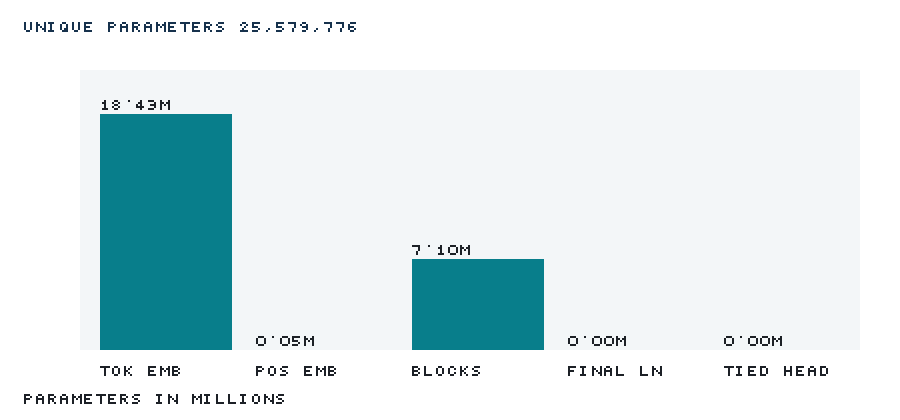 UNIQUE PARAMETERS 25,579,776
18'43M
7'10M
0'05M
0'00M
0'00M
TOK EMB
POS EMB
BLOCKS
FINAL LN
TIED HEAD
PARAMETERS IN MILLIONS